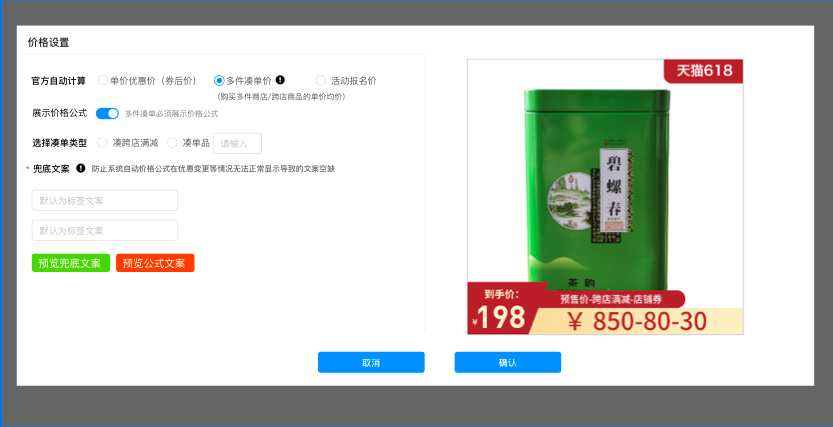 价格设置
官方自动计算 单价优惠价（券后价） 多件凑单价 活动报名价
（购买多件商店/跨店商品的单价均价）
展示价格公式 多件凑单必须展示价格公式
选择凑单类型 凑跨店满减 凑单品 请输入
* 兜底文案 防止系统自动价格公式在优惠变更等情况无法正常显示导致的文案空缺
默认为标签文案
默认为标签文案
预览兜底文案 预览公式文案
天猫618
碧螺春
茶韵
到手价：
¥198
预售价-跨店满减-店铺券
¥ 850-80-30
取消 确认